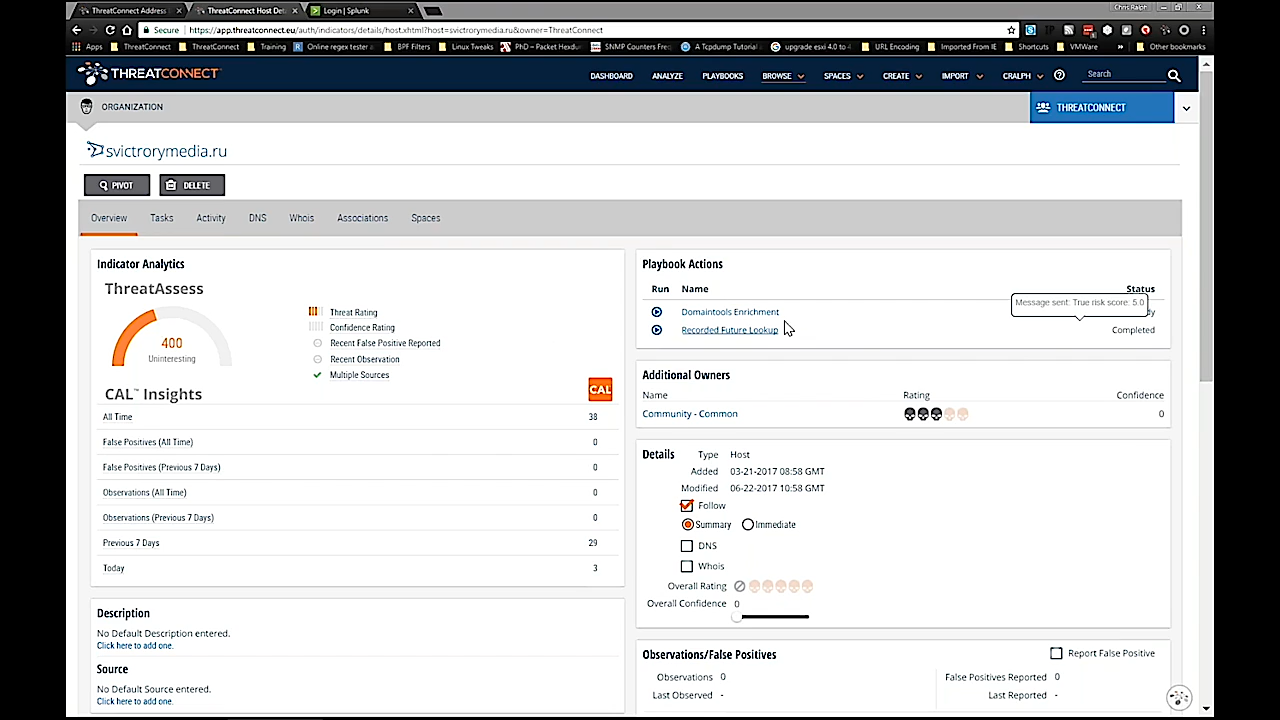 Chris Ralph
ThreatConnect Address
ThreatConnect Host Det
Login | Splunk
Secure
https://app.threatconnect.eu/auth/indicators/details/host.xhtml?host=svictrorymedia.ru&owner=ThreatConnect
Apps
ThreatConnect
ThreatConnect
Training
Online regex tester a
BPF Filters
Linux Tweaks
PhD – Packet Hexdu
SNMP Counters Freq
A Tcpdump Tutorial
upgrade esxi 4.0 to 4
URL Encoding
Imported From IE
Shortcuts
VMWare
»
Other bookmarks
THREATCONNECT
DASHBOARD
ANALYZE
PLAYBOOKS
BROWSE
SPACES
CREATE
IMPORT
CRALPH
Search
ORGANIZATION
THREATCONNECT
svictrorymedia.ru
PIVOT
DELETE
Overview
Tasks
Activity
DNS
Whois
Associations
Spaces
Indicator Analytics
ThreatAssess
400
Uninteresting
Threat Rating
Confidence Rating
Recent False Positive Reported
Recent Observation
Multiple Sources
CAL™ Insights
CAL
All Time 38
False Positives (All Time) 0
False Positives (Previous 7 Days) 0
Observations (All Time) 0
Observations (Previous 7 Days) 0
Previous 7 Days 29
Today 3
Description
No Default Description entered.
Click here to add one.
Source
No Default Source entered.
Click here to add one.
Playbook Actions
Run Name Status
Message sent: True risk score: 5.0
Domaintools Enrichment
Recorded Future Lookup Completed
Additional Owners
Name Rating Confidence
Community - Common 0
Details
Type Host
Added 03-21-2017 08:58 GMT
Modified 06-22-2017 10:58 GMT
Follow
Summary Immediate
DNS
Whois
Overall Rating
Overall Confidence 0
Observations/False Positives
Report False Positive
Observations 0
False Positives Reported 0
Last Observed -
Last Reported -